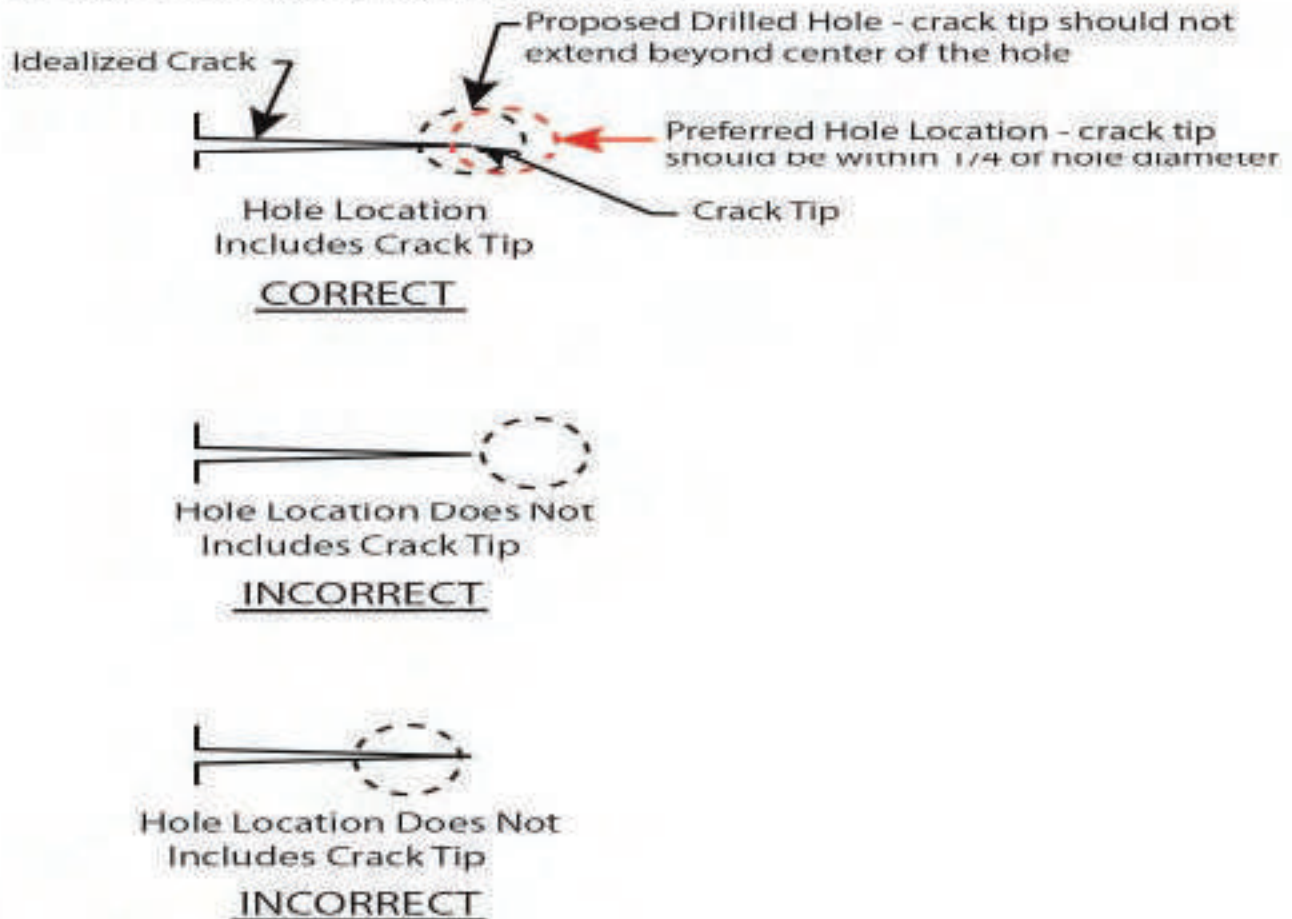 Proposed Drilled Hole - crack tip should not
extend beyond center of the hole
Idealized Crack
Preferred Hole Location - crack tip
should be within 1/4 of hole diameter
Crack Tip
Hole Location
Includes Crack Tip
CORRECT
Hole Location Does Not
Includes Crack Tip
INCORRECT
Hole Location Does Not
Includes Crack Tip
INCORRECT